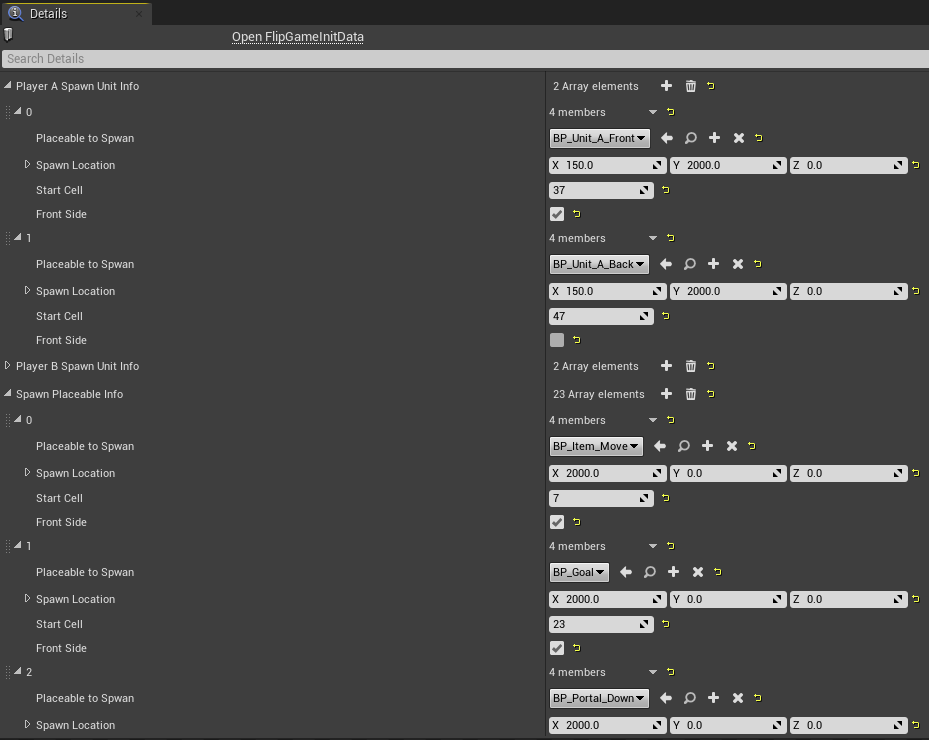 Details
Open FlipGameInitData
Search Details
Player A Spawn Unit Info 2 Array elements
0 4 members
Placeable to Spwan BP_Unit_A_Front
Spawn Location X 150.0 Y 2000.0 Z 0.0
Start Cell 37
Front Side
1 4 members
Placeable to Spwan BP_Unit_A_Back
Spawn Location X 150.0 Y 2000.0 Z 0.0
Start Cell 47
Front Side
Player B Spawn Unit Info 2 Array elements
Spawn Placeable Info 23 Array elements
0 4 members
Placeable to Spwan BP_Item_Move
Spawn Location X 2000.0 Y 0.0 Z 0.0
Start Cell 7
Front Side
1 4 members
Placeable to Spwan BP_Goal
Spawn Location X 2000.0 Y 0.0 Z 0.0
Start Cell 23
Front Side
2 4 members
Placeable to Spwan BP_Portal_Down
Spawn Location X 2000.0 Y 0.0 Z 0.0